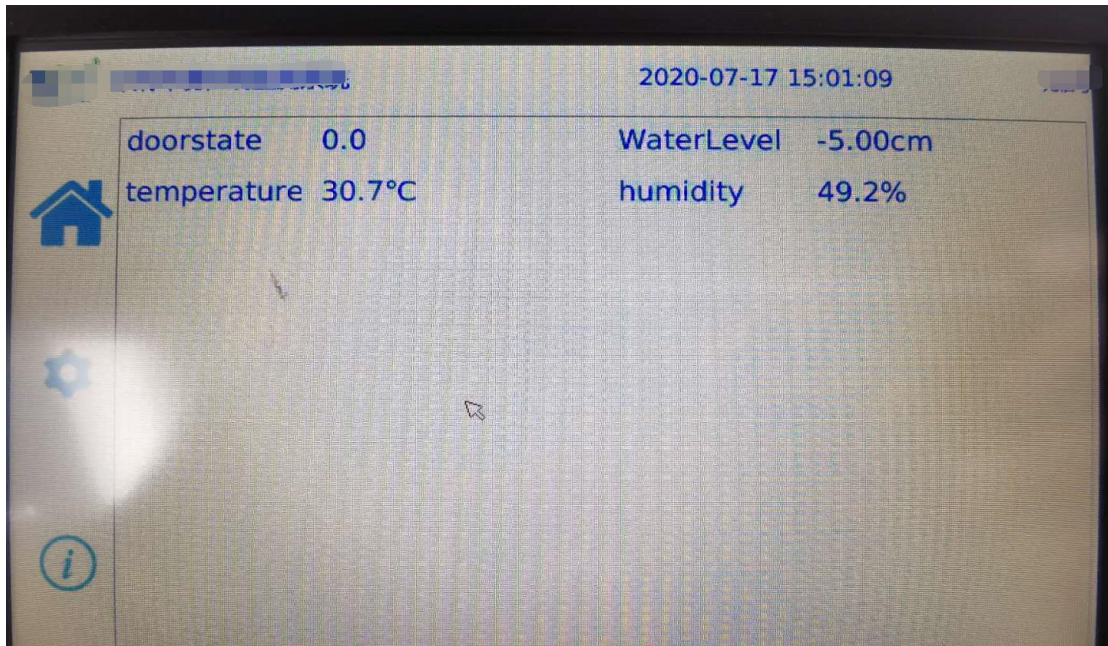 2020-07-17 15:01:09
doorstate 0.0 WaterLevel -5.00cm
temperature 30.7°C humidity 49.2%
i